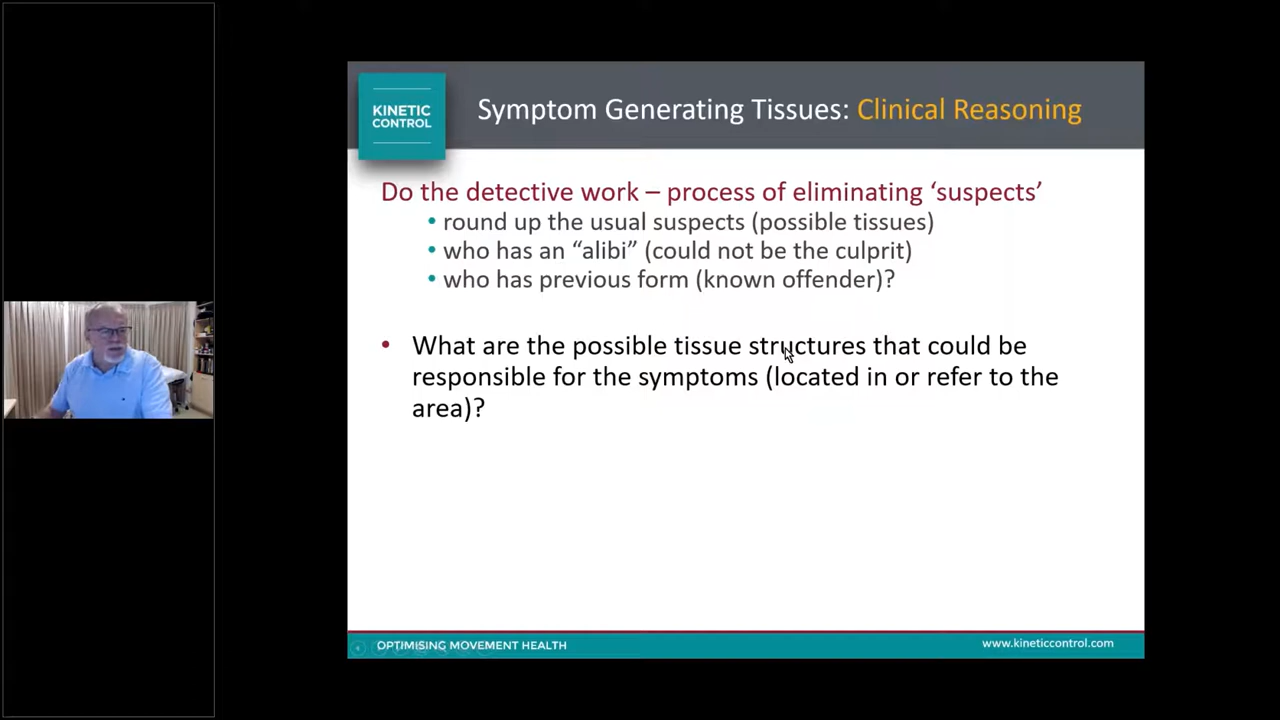 KINETIC
CONTROL
Symptom Generating Tissues: Clinical Reasoning
Do the detective work – process of eliminating ‘suspects’
• round up the usual suspects (possible tissues)
• who has an “alibi” (could not be the culprit)
• who has previous form (known offender)?
• What are the possible tissue structures that could be
responsible for the symptoms (located in or refer to the
area)?
OPTIMISING MOVEMENT HEALTH
www.kineticcontrol.com